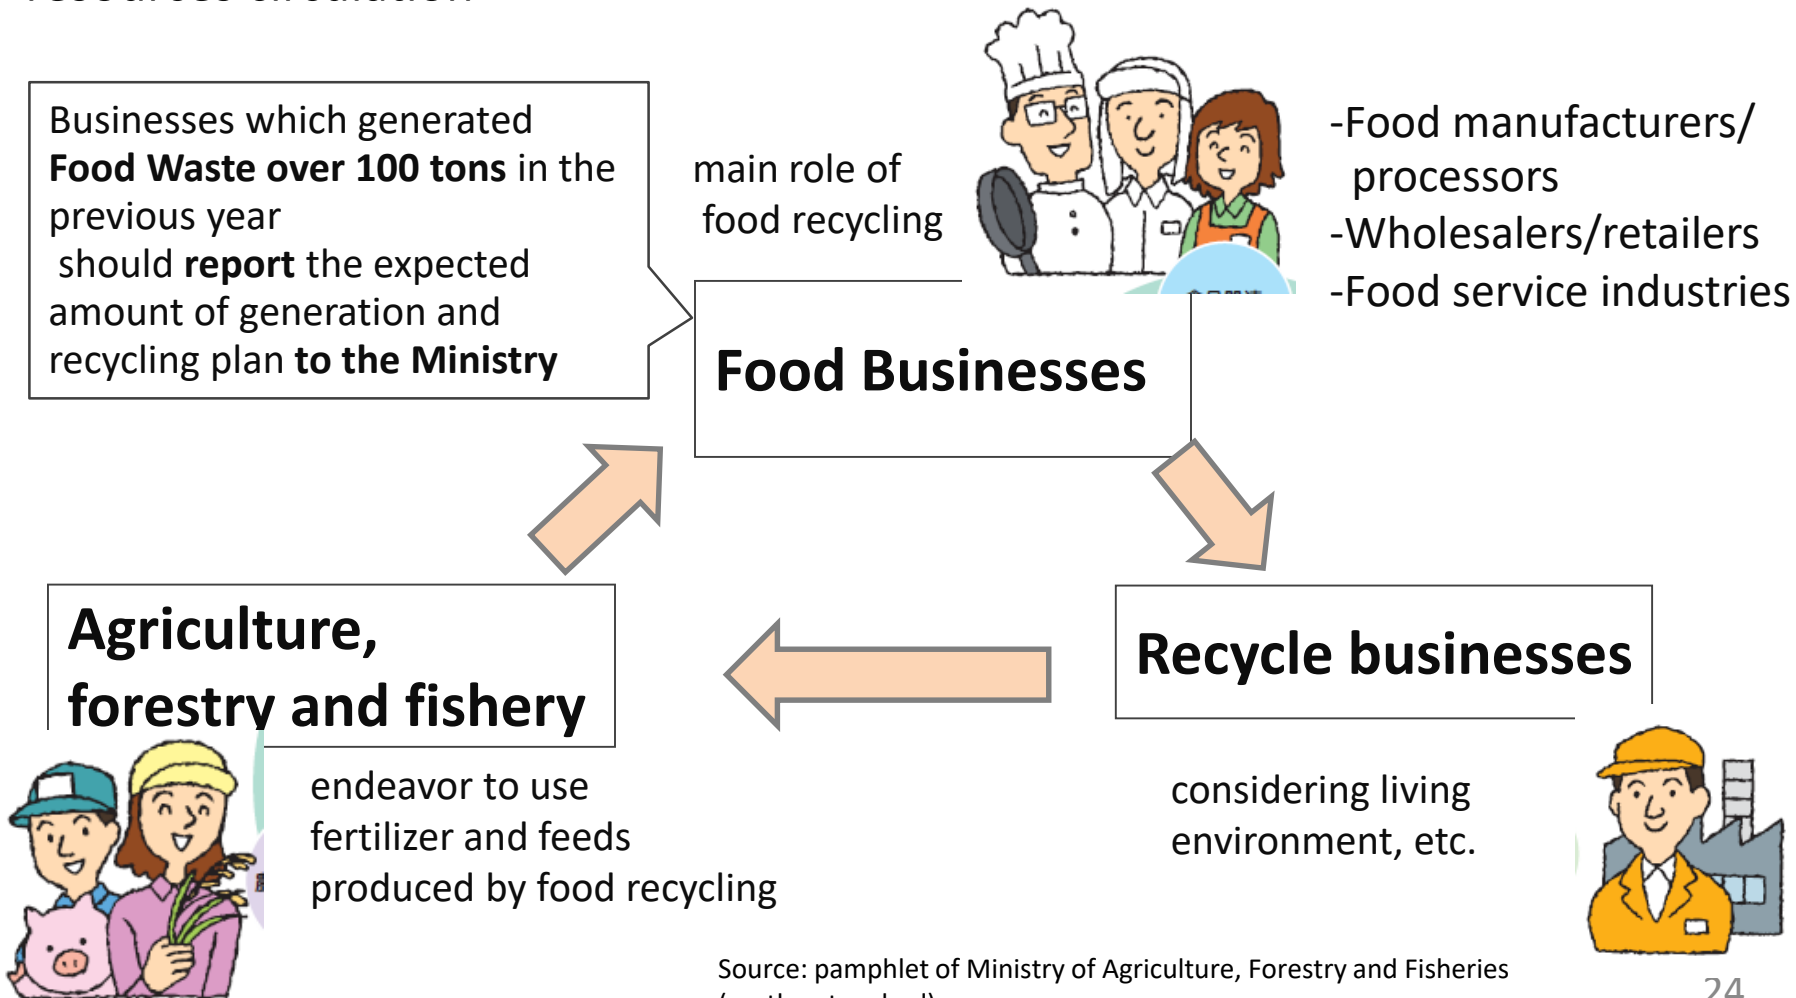 resources circulation
Businesses which generated
Food Waste over 100 tons in the
previous year
should report the expected
amount of generation and
recycling plan to the Ministry
main role of
food recycling
-Food manufacturers/
processors
-Wholesalers/retailers
-Food service industries
Food Businesses
Agriculture,
forestry and fishery
Recycle businesses
endeavor to use
fertilizer and feeds
produced by food recycling
considering living
environment, etc.
Source: pamphlet of Ministry of Agriculture, Forestry and Fisheries
24